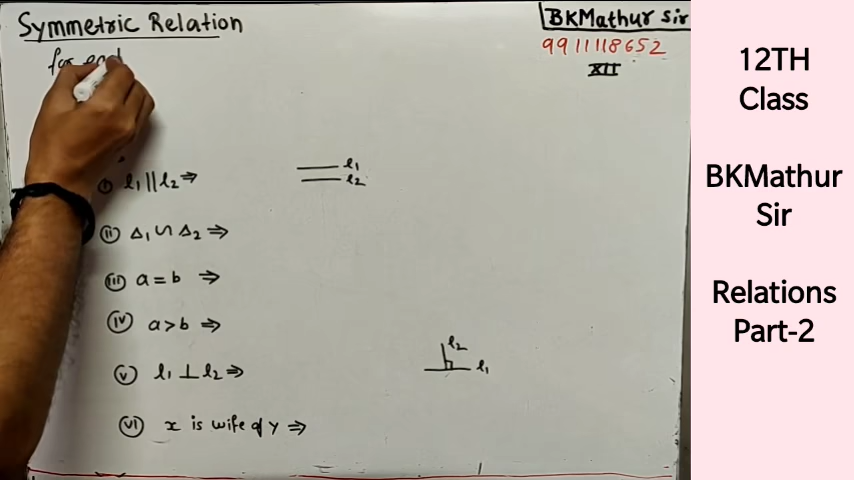 Symmetric Relation
BKMathur Sir
9911118652
XII
for
l₁
l₂
(i) l₁ || l₂ ⇒
(ii) Δ₁ ∽ Δ₂ ⇒
(iii) a = b ⇒
(iv) a > b ⇒
l₂
l₁
(v) l₁ ⊥ l₂ ⇒
(vi) x is wife of y ⇒
12TH
Class
BKMathur
Sir
Relations
Part-2